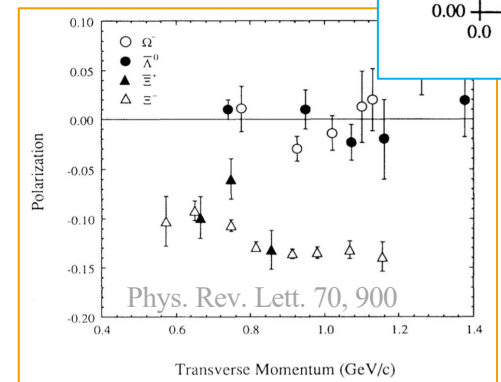 0.00
0.0
0.10
0.05
0.00
-0.05
-0.10
-0.15
-0.20
Ω⁻
Λ̅⁰
Ξ̅⁺
Ξ⁻
Polarization
Phys. Rev. Lett. 70, 900
0.4 0.6 0.8 1.0 1.2 1.4
Transverse Momentum (GeV/c)